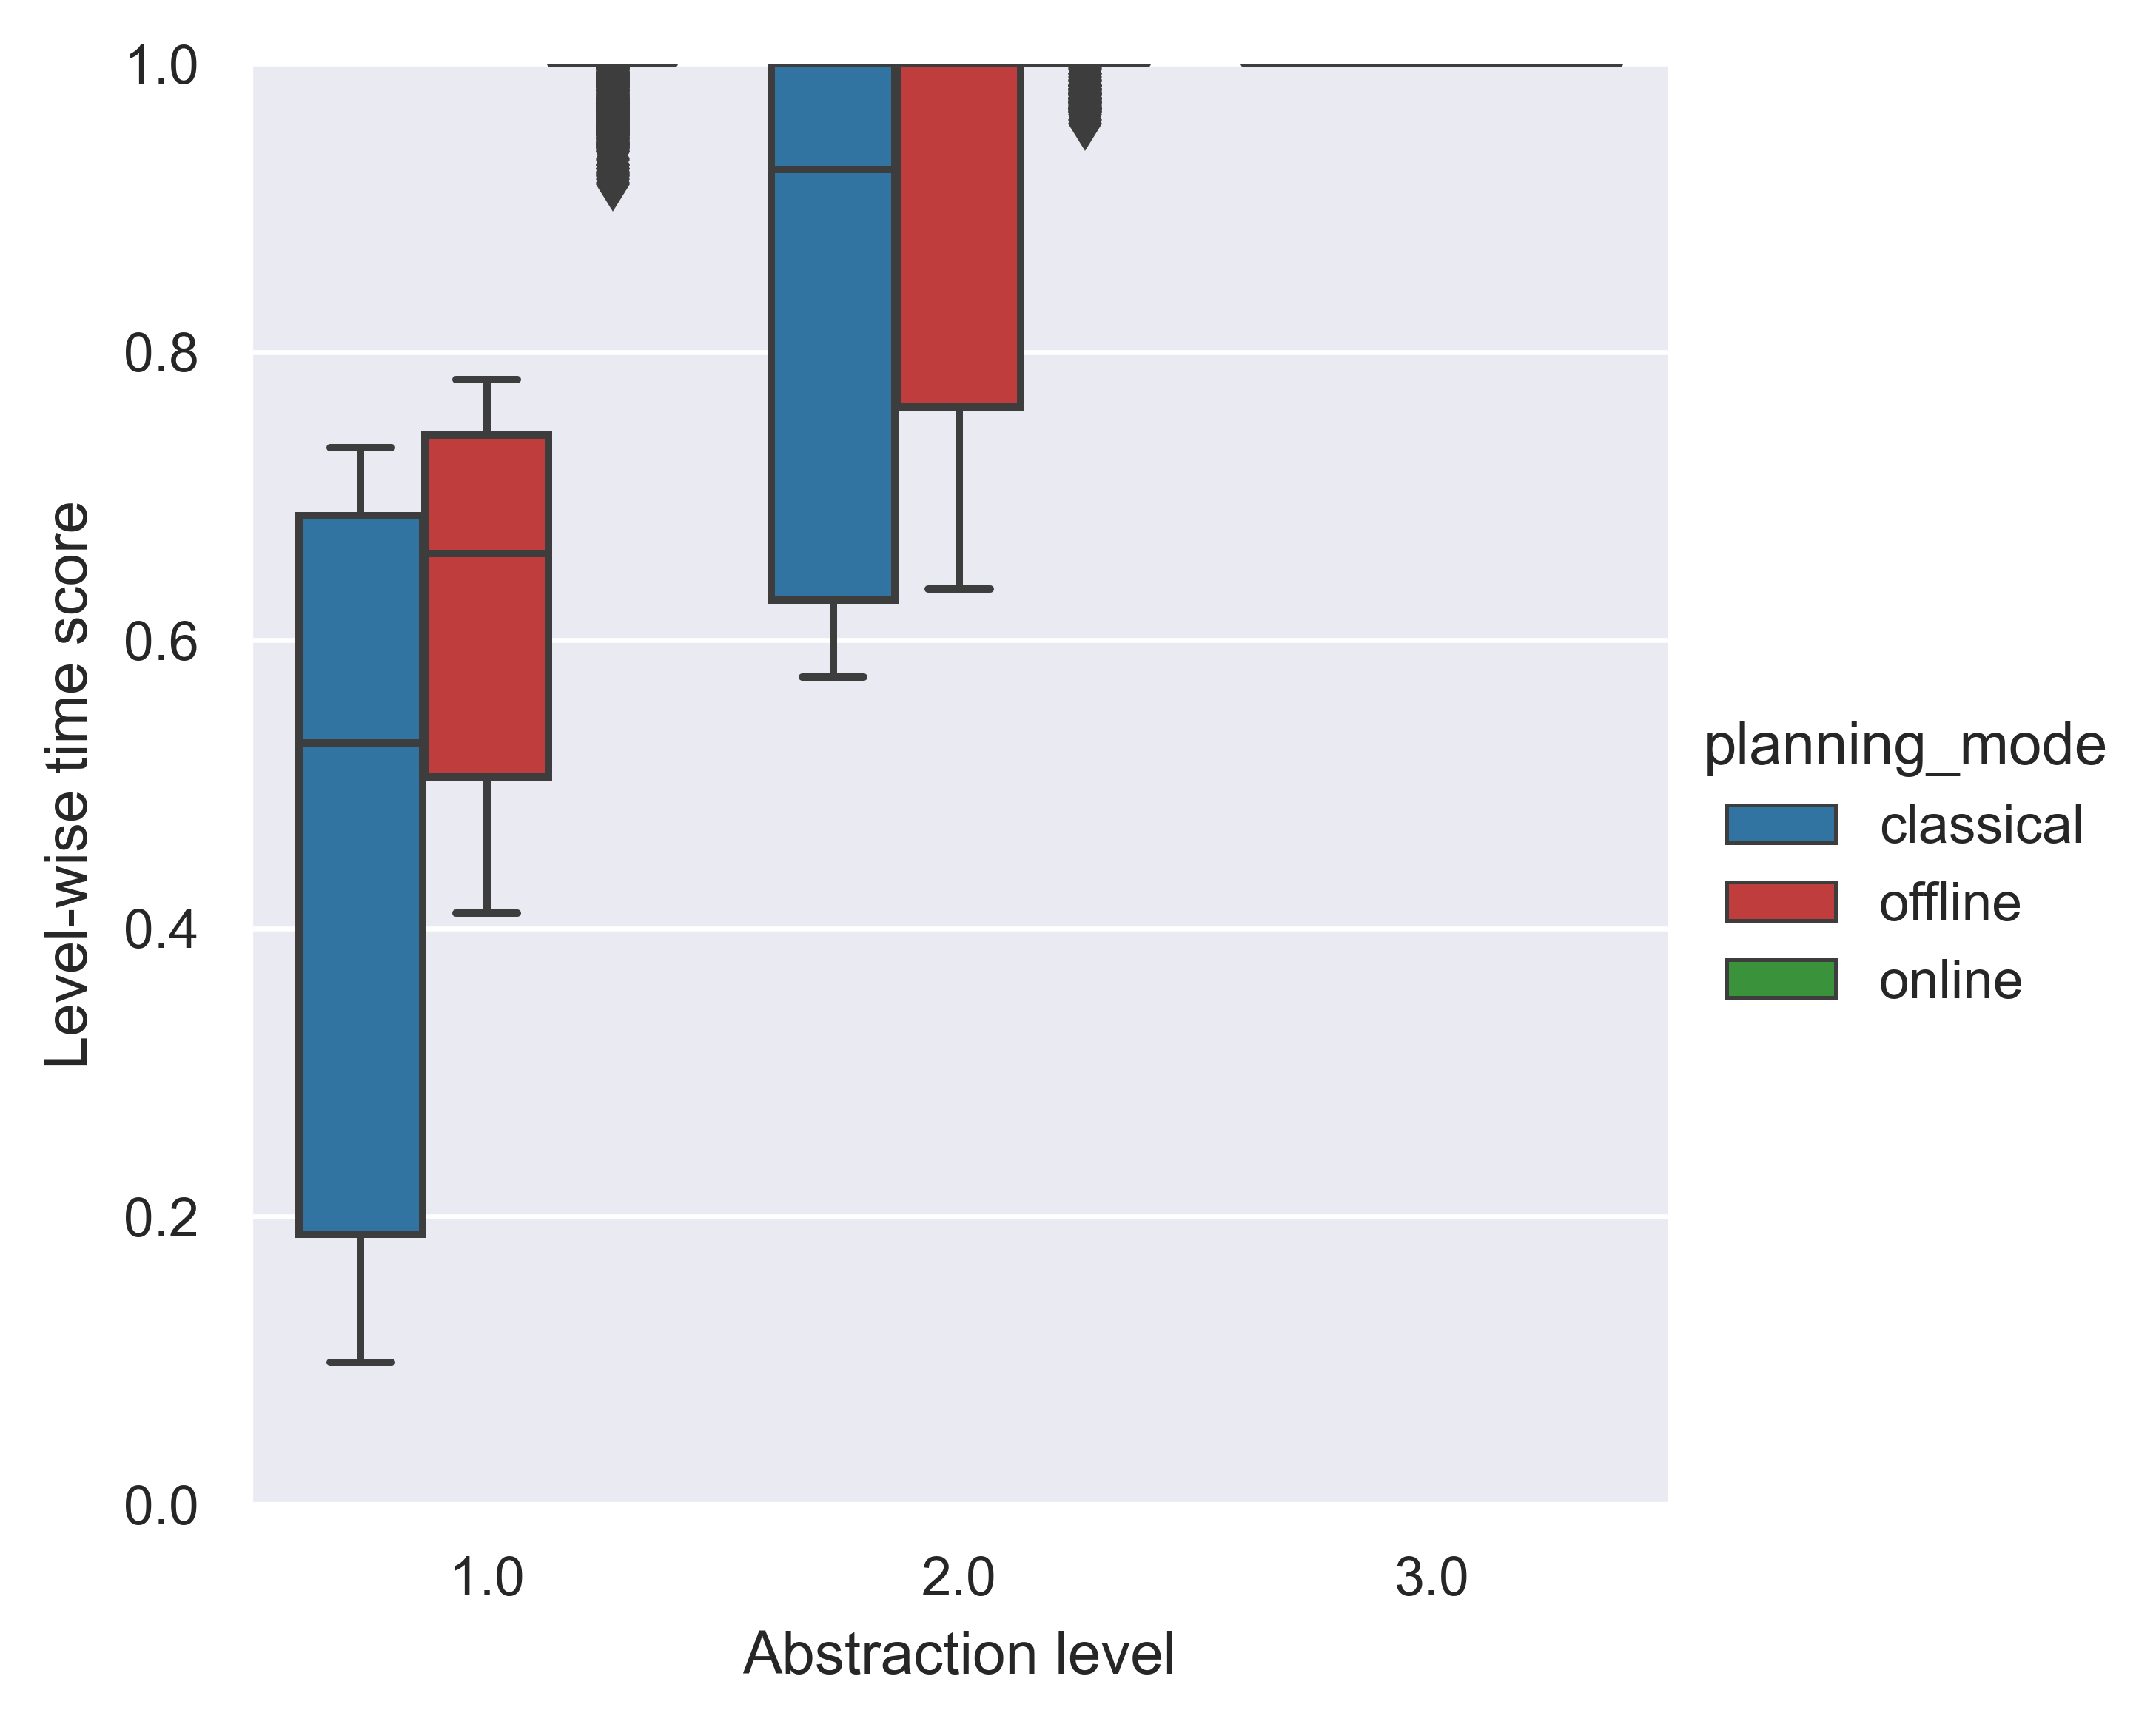 1.0
0.8
0.6
0.4
0.2
0.0
Level-wise time score
1.0 2.0 3.0
Abstraction level
planning_mode
classical
offline
online